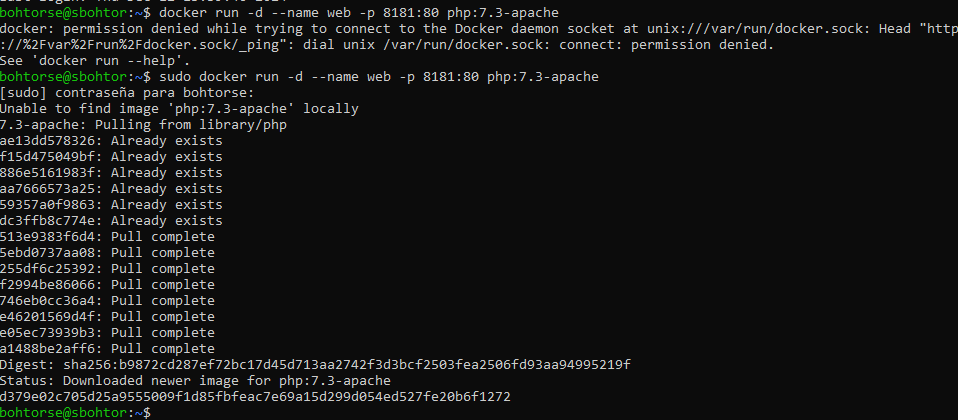 bohtorse@sbohtor:~$ docker run -d --name web -p 8181:80 php:7.3-apache
docker: permission denied while trying to connect to the Docker daemon socket at unix:///var/run/docker.sock: Head "http
://%2Fvar%2Frun%2Fdocker.sock/_ping": dial unix /var/run/docker.sock: connect: permission denied.
See 'docker run --help'.
bohtorse@sbohtor:~$ sudo docker run -d --name web -p 8181:80 php:7.3-apache
[sudo] contraseña para bohtorse:
Unable to find image 'php:7.3-apache' locally
7.3-apache: Pulling from library/php
ae13dd578326: Already exists
f15d475049bf: Already exists
886e5161983f: Already exists
aa7666573a25: Already exists
59357a0f9863: Already exists
dc3ffb8c774e: Already exists
513e9383f6d4: Pull complete
5ebd0737aa08: Pull complete
255df6c25392: Pull complete
f2994be86066: Pull complete
746eb0cc36a4: Pull complete
e46201569d4f: Pull complete
e05ec73939b3: Pull complete
a1488be2aff6: Pull complete
Digest: sha256:b9872cd287ef72bc17d45d713aa2742f3d3bcf2503fea2506fd93aa94995219f
Status: Downloaded newer image for php:7.3-apache
d379e02c705d25a9555009f1d85fbfeac7e69a15d299d054ed527fe20b6f1272
bohtorse@sbohtor:~$